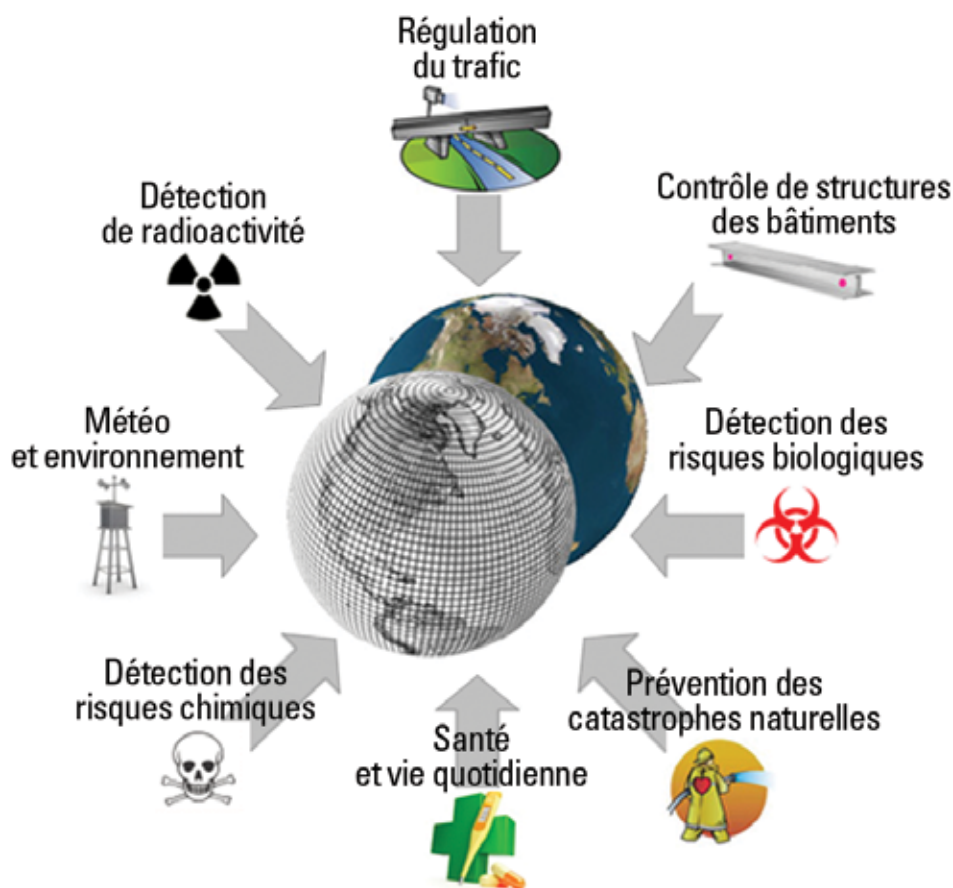 Régulation
du trafic
Contrôle de structures
des bâtiments
Détection
de radioactivité
Météo
et environnement
Détection des
risques biologiques
Détection des
risques chimiques
Santé
et vie quotidienne
Prévention des
catastrophes naturelles